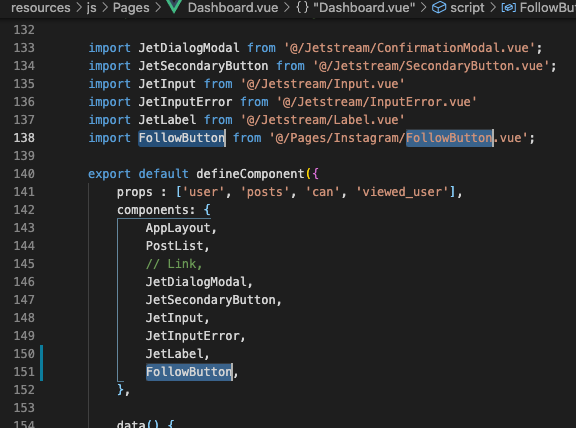 resources > js > Pages > Dashboard.vue > {} "Dashboard.vue" > script > FollowBu
132
133 import JetDialogModal from '@/Jetstream/ConfirmationModal.vue';
134 import JetSecondaryButton from '@/Jetstream/SecondaryButton.vue';
135 import JetInput from '@/Jetstream/Input.vue'
136 import JetInputError from '@/Jetstream/InputError.vue'
137 import JetLabel from '@/Jetstream/Label.vue'
138 import FollowButton from '@/Pages/Instagram/FollowButton.vue';
139
140 export default defineComponent({
141 props : ['user', 'posts', 'can', 'viewed_user'],
142 components: {
143 AppLayout,
144 PostList,
145 // Link,
146 JetDialogModal,
147 JetSecondaryButton,
148 JetInput,
149 JetInputError,
150 JetLabel,
151 FollowButton,
152 },
153
154 data() {